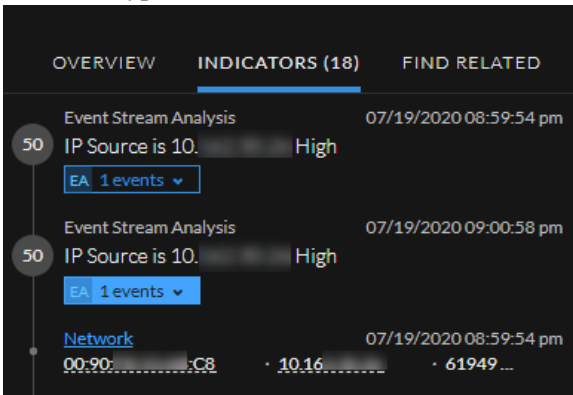 OVERVIEW INDICATORS (18) FIND RELATED
Event Stream Analysis 07/19/2020 08:59:54 pm
50 IP Source is 10. High
EA 1 events
Event Stream Analysis 07/19/2020 09:00:58 pm
50 IP Source is 10. High
EA 1 events
Network 07/19/2020 08:59:54 pm
00:90: :C8 · 10.16 · 61949 ...